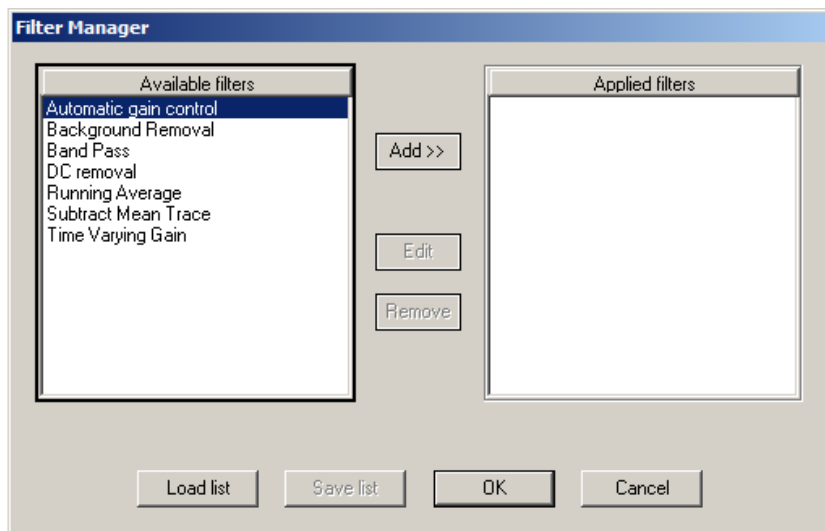 Filter Manager
Available filters
Automatic gain control
Background Removal
Band Pass
DC removal
Running Average
Subtract Mean Trace
Time Varying Gain
Add >>
Edit
Remove
Applied filters
Load list
Save list
OK
Cancel